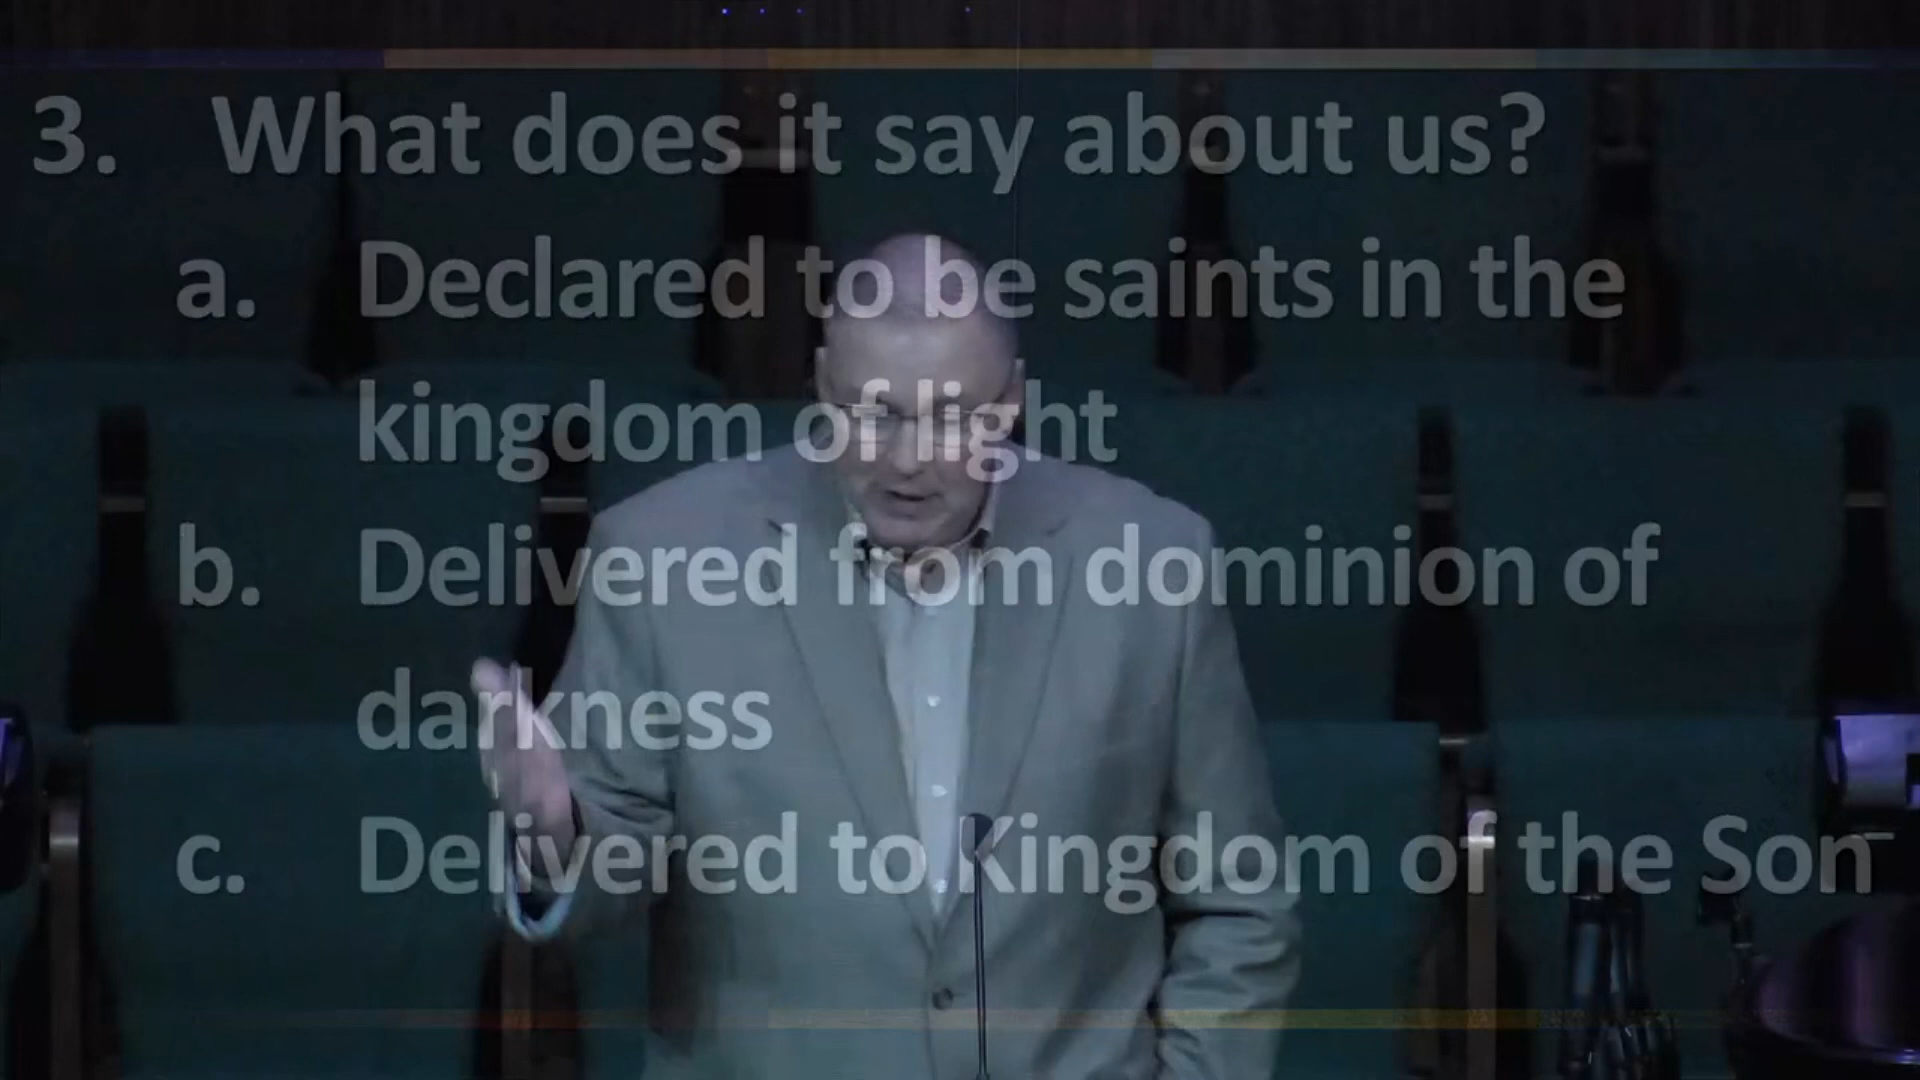 3. What does it say about us?
a. Declared to be saints in the
kingdom of light
b. Delivered from dominion of
darkness
c. Delivered to Kingdom of the Son